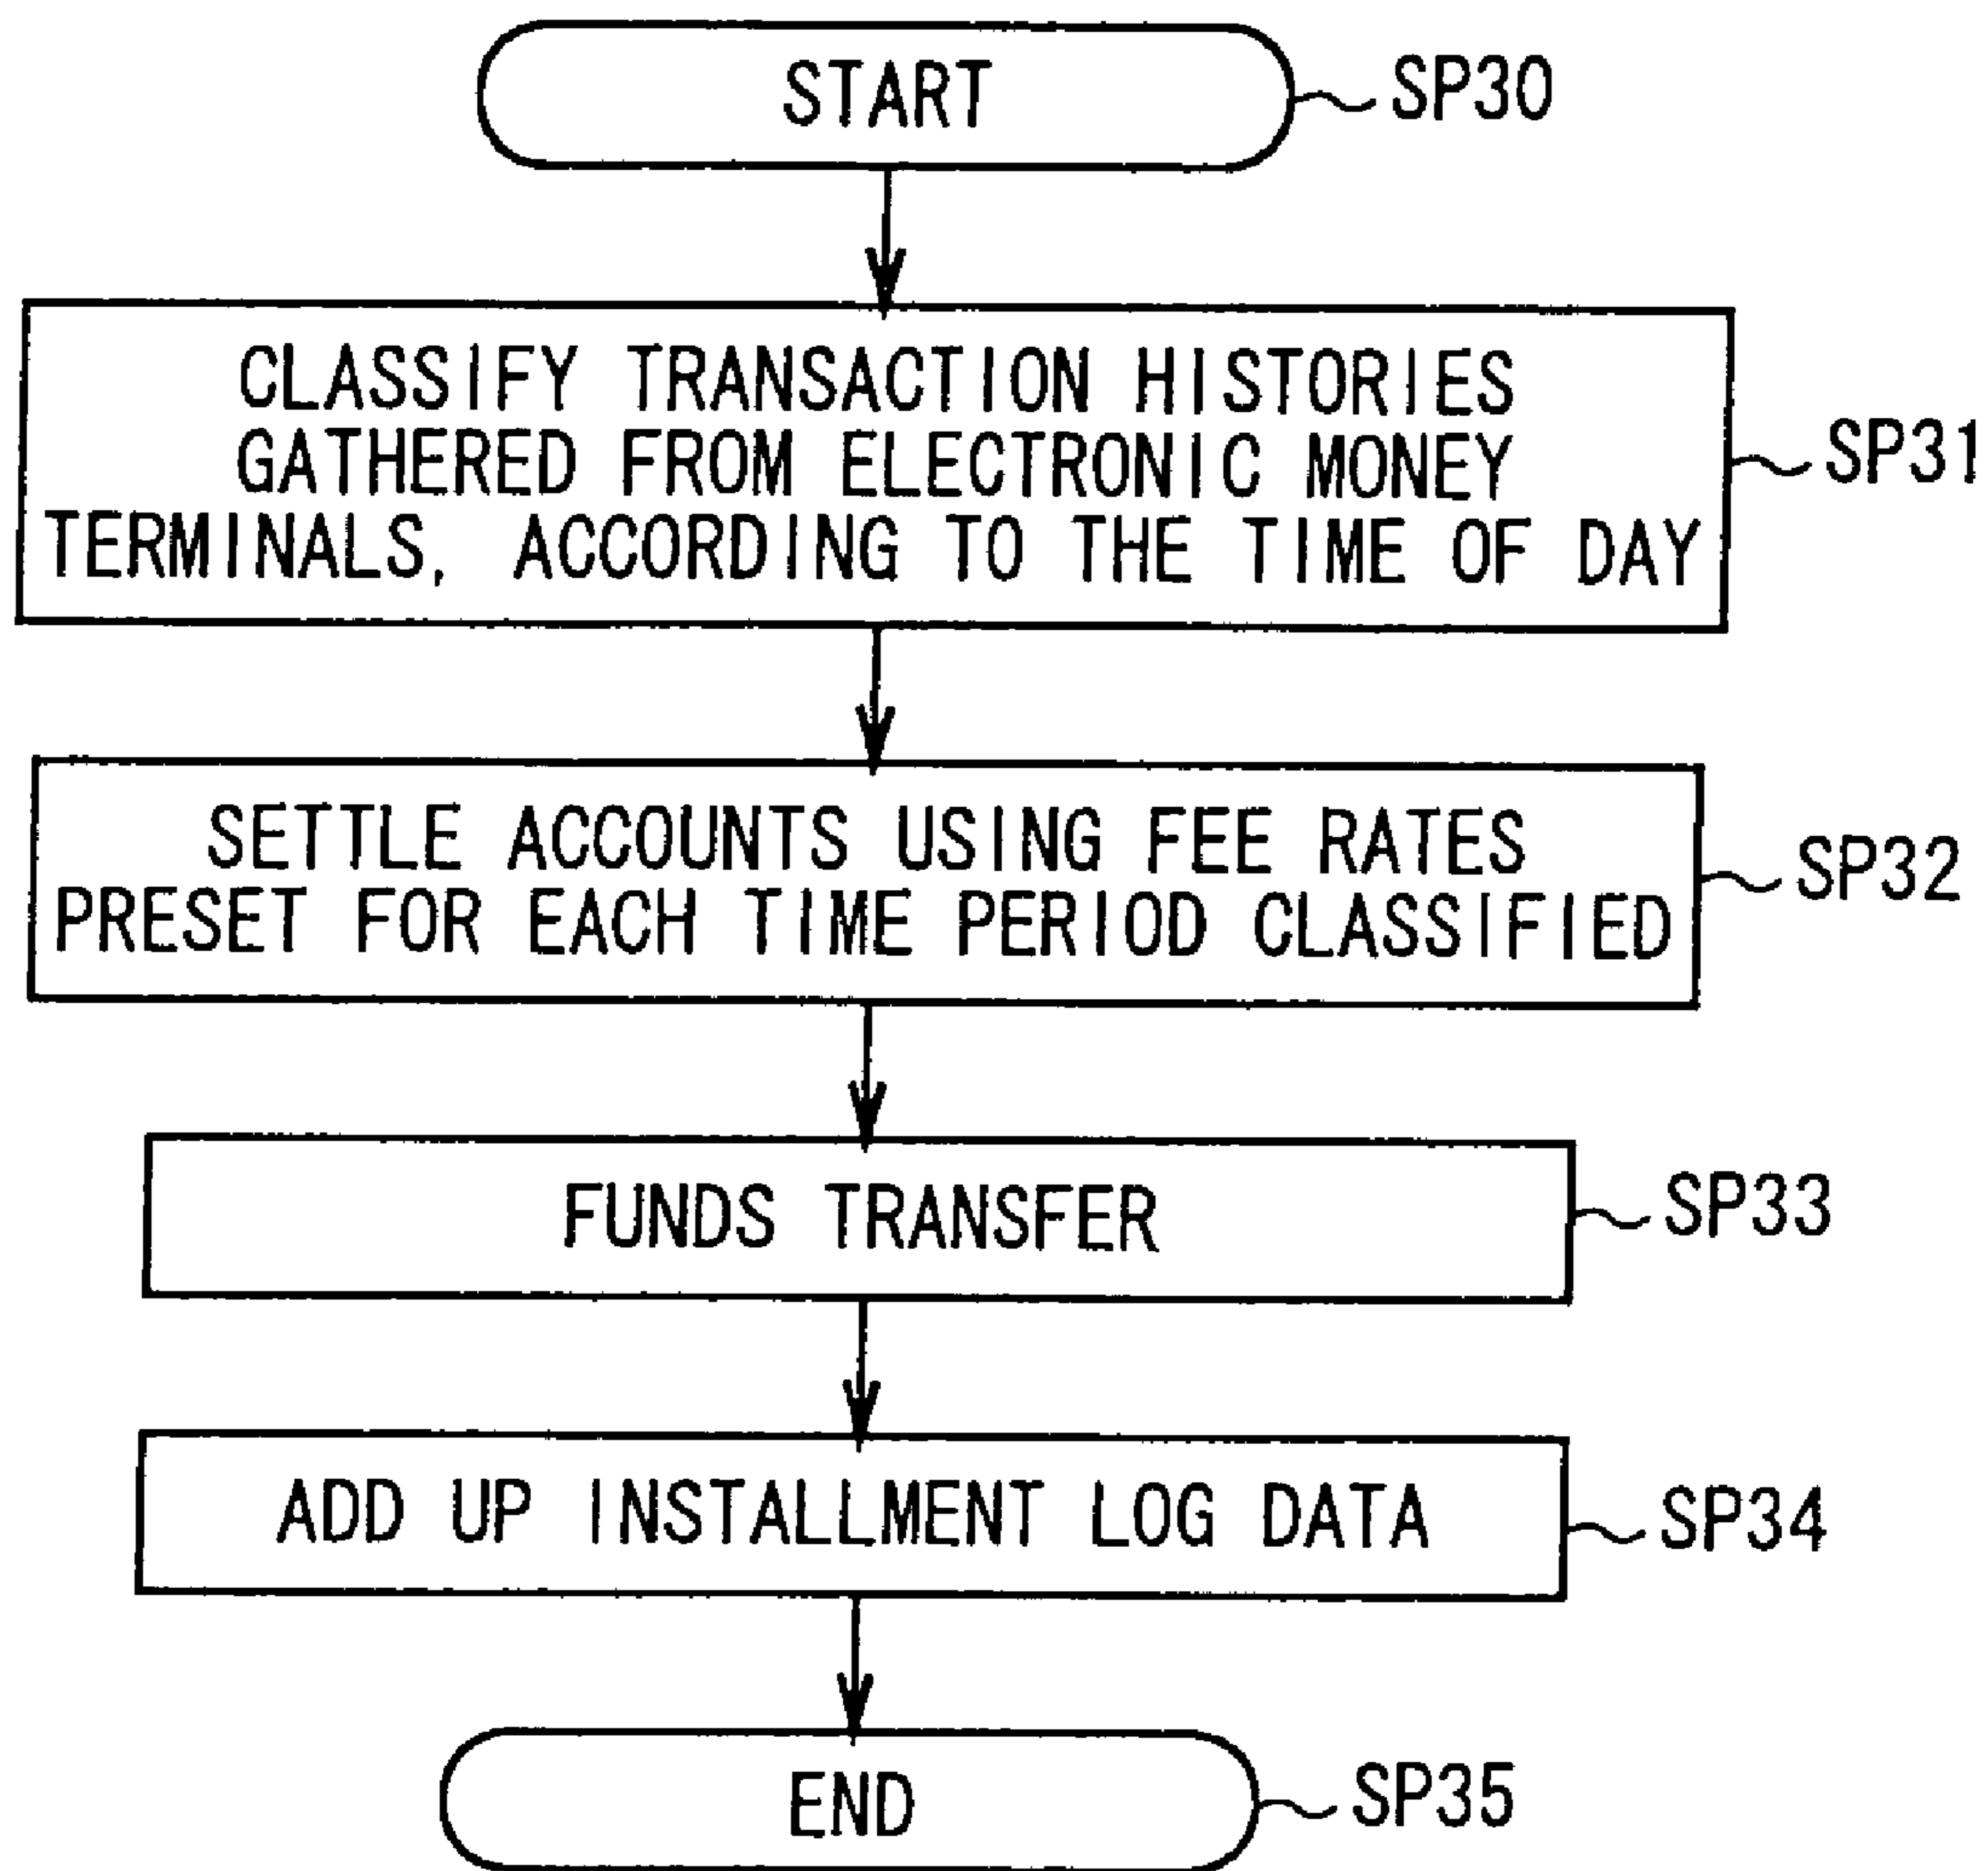 START
SP30
CLASSIFY TRANSACTION HISTORIES
GATHERED FROM ELECTRONIC MONEY
TERMINALS, ACCORDING TO THE TIME OF DAY
SP31
SETTLE ACCOUNTS USING FEE RATES
PRESET FOR EACH TIME PERIOD CLASSIFIED
SP32
FUNDS TRANSFER
SP33
ADD UP INSTALLMENT LOG DATA
SP34
END
SP35